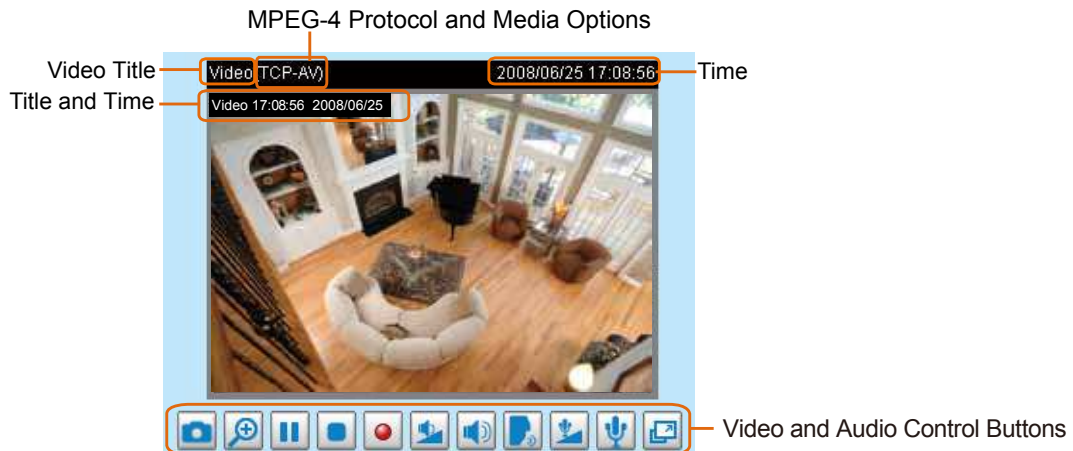 MPEG-4 Protocol and Media Options
Video Title
Video (TCP-AV)
2008/06/25 17:08:56
Time
Title and Time
Video 17:08:56 2008/06/25
Video and Audio Control Buttons